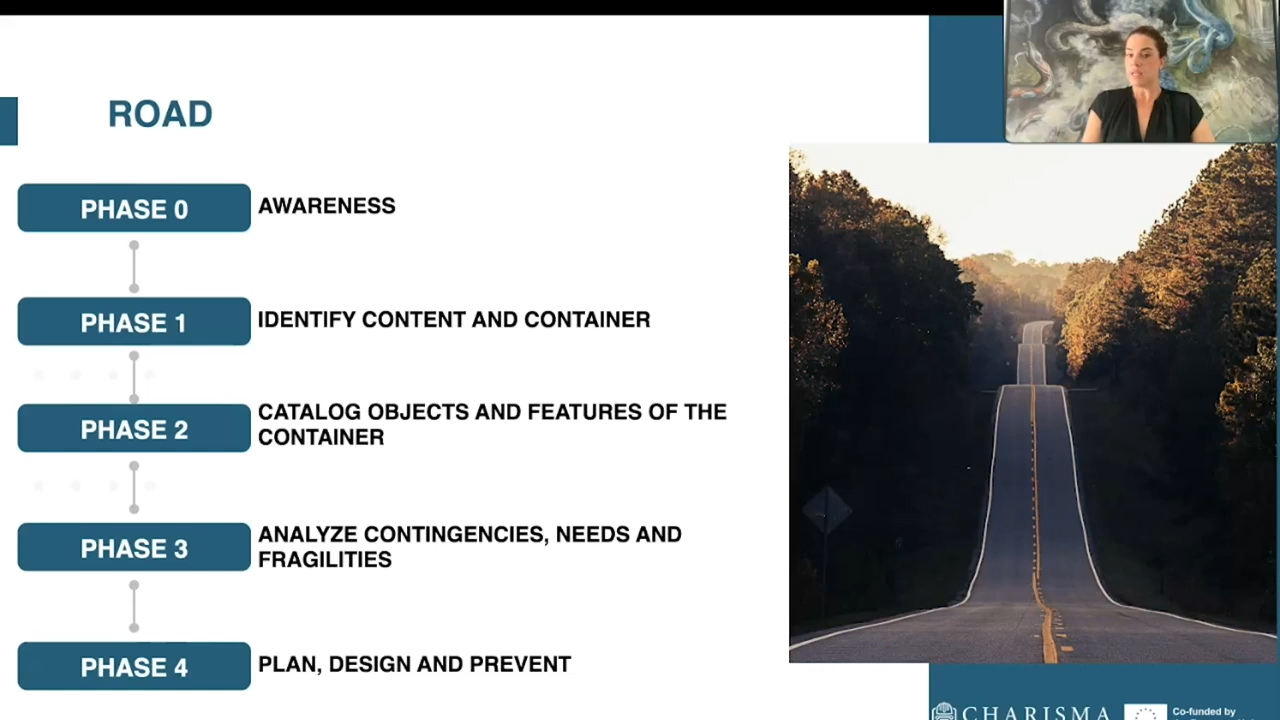 ROAD
PHASE 0
AWARENESS
PHASE 1
IDENTIFY CONTENT AND CONTAINER
PHASE 2
CATALOG OBJECTS AND FEATURES OF THE
CONTAINER
PHASE 3
ANALYZE CONTINGENCIES, NEEDS AND
FRAGILITIES
PHASE 4
PLAN, DESIGN AND PREVENT
CHARISMA
Co-funded by